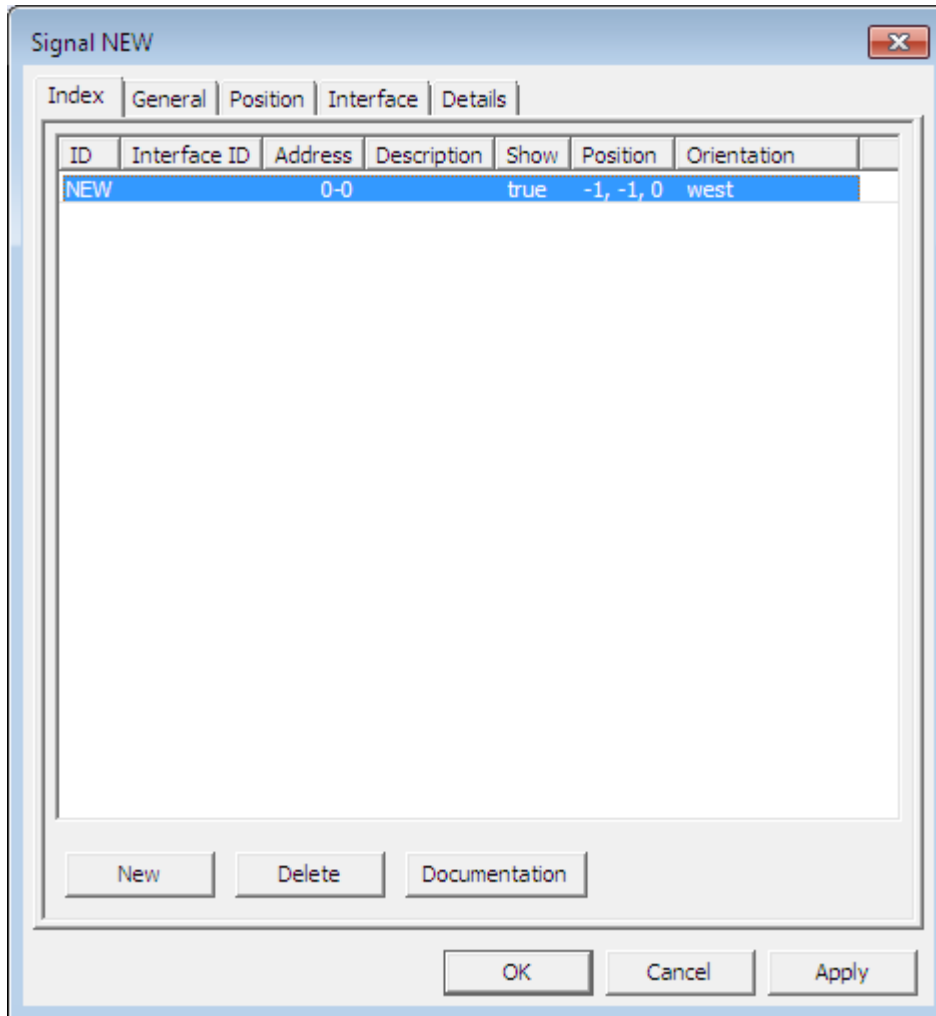 Signal NEW
Index General Position Interface Details
ID Interface ID Address Description Show Position Orientation
NEW 0-0 true -1, -1, 0 west
New Delete Documentation
OK Cancel Apply